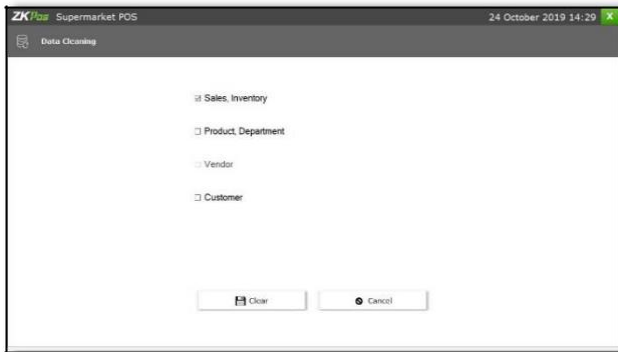 ZKPos Supermarket POS 24 October 2019 14:29 X
Data Cleaning
Sales, Inventory
Product, Department
Vendor
Customer
Clear Cancel